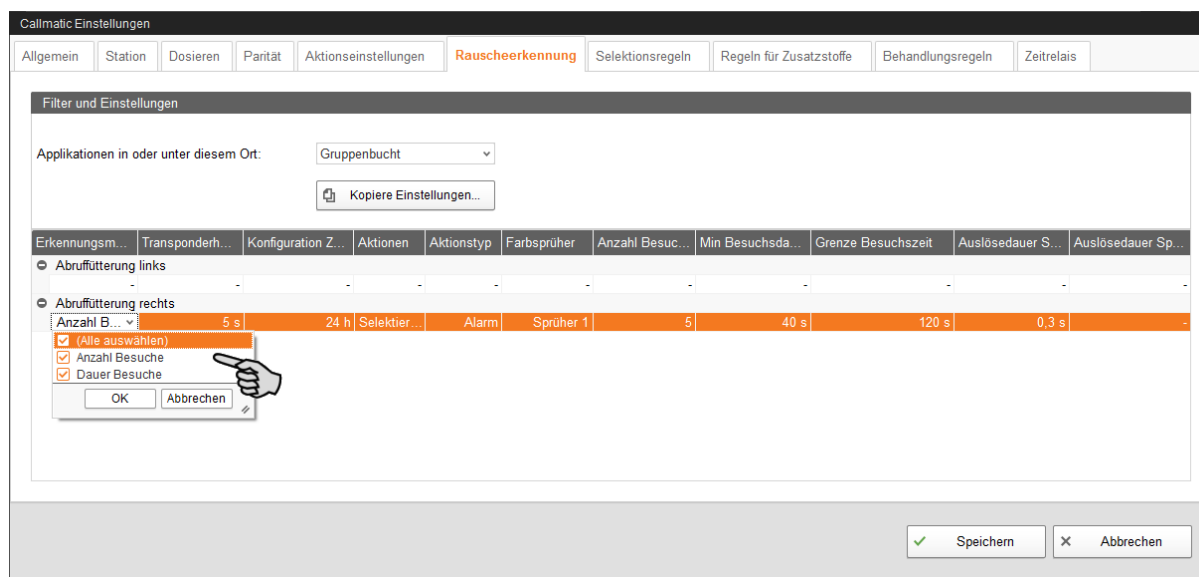 Callmatic Einstellungen
Allgemein Station Dosieren Parität Aktionseinstellungen Rauscheerkennung Selektionsregeln Regeln für Zusatzstoffe Behandlungsregeln Zeitrelais
Filter und Einstellungen
Applikationen in oder unter diesem Ort: Gruppenbucht
Kopiere Einstellungen...
Erkennungsm... Transponderh... Konfiguration Z... Aktionen Aktionstyp Farbsprüher Anzahl Besuc... Min Besuchsda... Grenze Besuchszeit Auslösedauer S... Auslösedauer Sp...
Abruffütterung links
- - - - - - - - - - -
Abruffütterung rechts
Anzahl B... 5 s 24 h Selektier... Alarm Sprüher 1 5 40 s 120 s 0,3 s -
(Alle auswählen)
Anzahl Besuche
Dauer Besuche
OK Abbrechen
Speichern Abbrechen